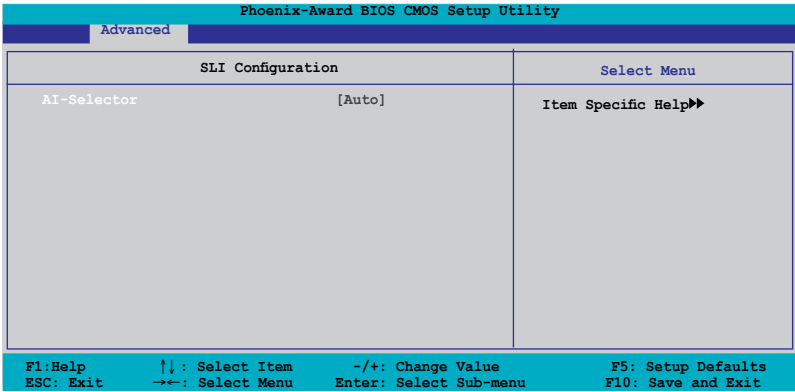 Phoenix-Award BIOS CMOS Setup Utility
Advanced
SLI Configuration
Select Menu
AI-Selector [Auto]
Item Specific Help▶▶
F1:Help ↑↓: Select Item -/+: Change Value F5: Setup Defaults
ESC: Exit →←: Select Menu Enter: Select Sub-menu F10: Save and Exit